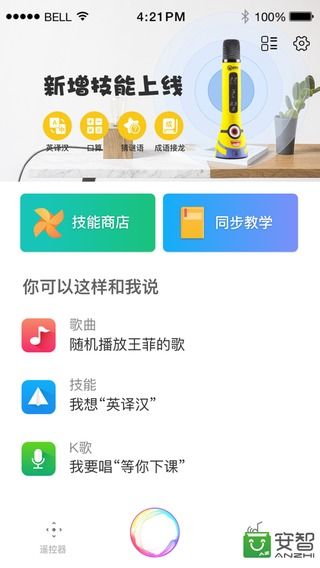 BELL
4:21PM
100%
新增技能上线
英译汉
口算
猜谜语
成语接龙
技能商店
同步教学
你可以这样和我说
歌曲
随机播放王菲的歌
技能
我想“英译汉”
K歌
我要唱“等你下课”
遥控器
安智
ANZHI